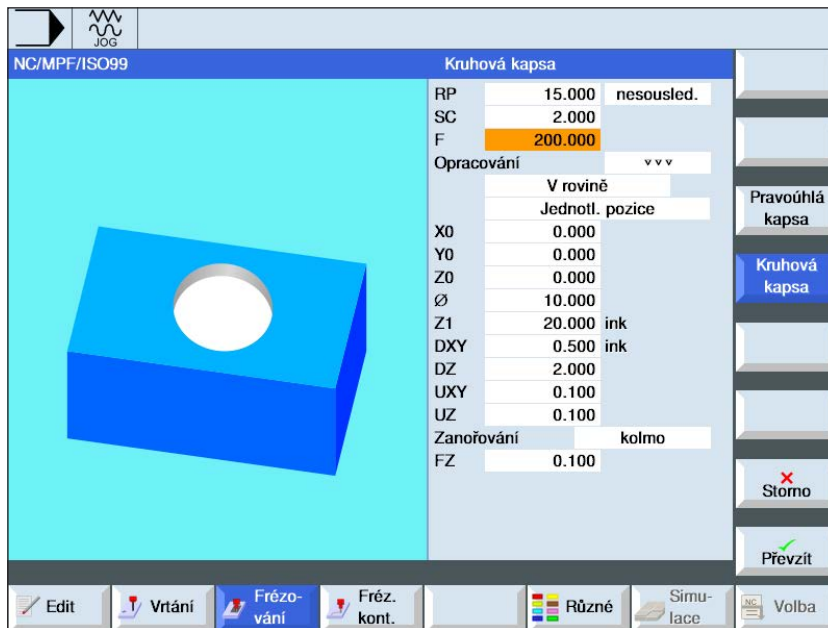 JOG
NC/MPF/ISO99
Kruhová kapsa
RP 15.000 nesousled.
SC 2.000
F 200.000
Opracování ∨∨∨
V rovině
Jednotl. pozice
X0 0.000
Y0 0.000
Z0 0.000
Ø 10.000
Z1 20.000 ink
DXY 0.500 ink
DZ 2.000
UXY 0.100
UZ 0.100
Zanořování kolmo
FZ 0.100
Pravoúhlá
kapsa
Kruhová
kapsa
Storno
Převzít
Edit
Vrtání
Frézo-
vání
Fréz.
kont.
Různé
Simu-
lace
NC
Volba